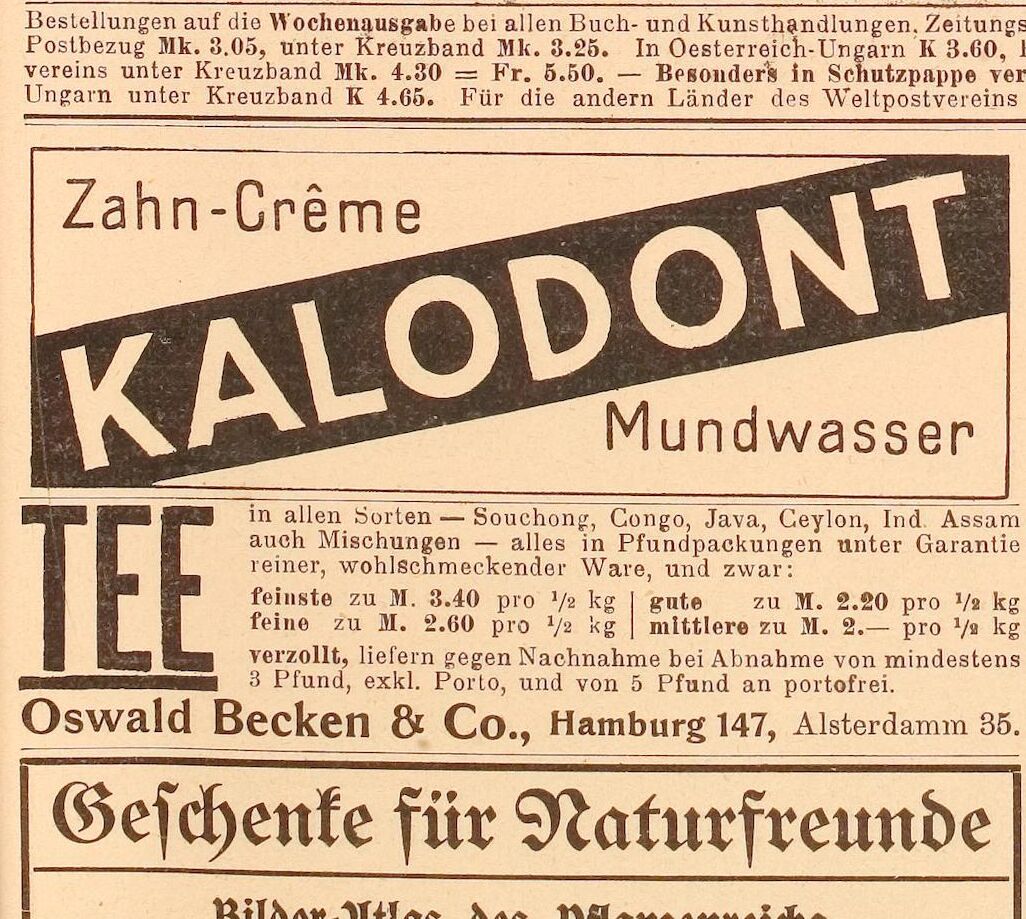 Bestellungen auf die Wochenausgabe bei allen Buch- und Kunsthandlungen, Zeitungs
Postbezug Mk. 3.05, unter Kreuzband Mk. 3.25. In Oesterreich-Ungarn K 3.60,
vereins unter Kreuzband Mk. 4.30 = Fr. 5.50. — Besonders in Schutzpappe ver
Ungarn unter Kreuzband K 4.65. Für die andern Länder des Weltpostvereins
Zahn-Crême
KALODONT
Mundwasser
TEE
in allen Sorten — Souchong, Congo, Java, Ceylon, Ind. Assam
auch Mischungen — alles in Pfundpackungen unter Garantie
reiner, wohlschmeckender Ware, und zwar:
feinste zu M. 3.40 pro 1/2 kg | gute zu M. 2.20 pro 1/2 kg
feine zu M. 2.60 pro 1/2 kg | mittlere zu M. 2.— pro 1/2 kg
verzollt, liefern gegen Nachnahme bei Abnahme von mindestens
3 Pfund, exkl. Porto, und von 5 Pfund an portofrei.
Oswald Becken & Co., Hamburg 147, Alsterdamm 35.
Geschenke für Naturfreunde
Bilder-Atlas des Pflanzenreichs